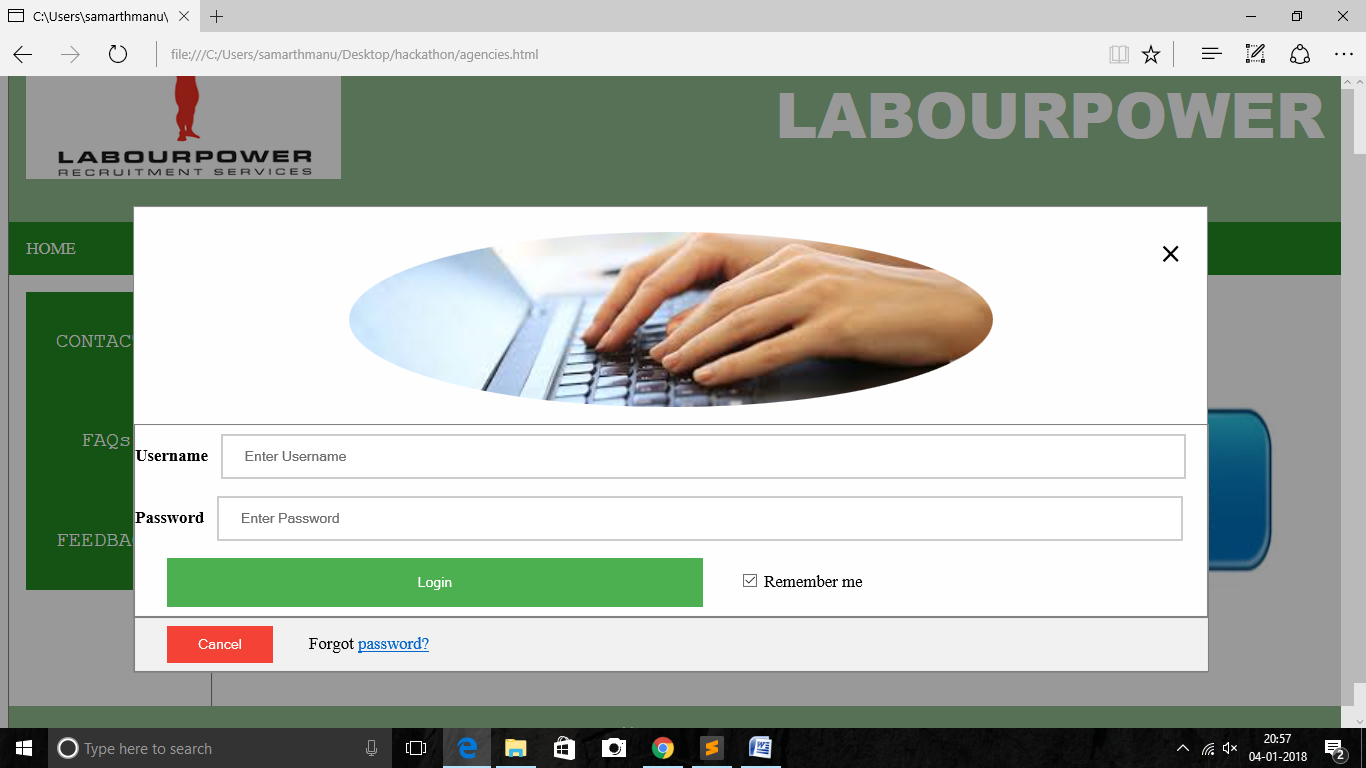 C:\Users\samarthmanu\
file:///C:/Users/samarthmanu/Desktop/hackathon/agencies.html
LABOURPOWER
LABOURPOWER
RECRUITMENT SERVICES
HOME
CONTAC
FAQs
FEEDBA
Username Enter Username
Password Enter Password
Login Remember me
Cancel Forgot password?
Type here to search
20:57
04-01-2018
2